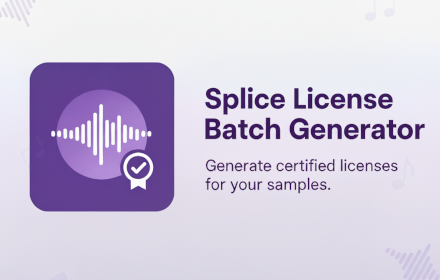 Splice License
Batch Generator
Generate certified licenses
for your samples.